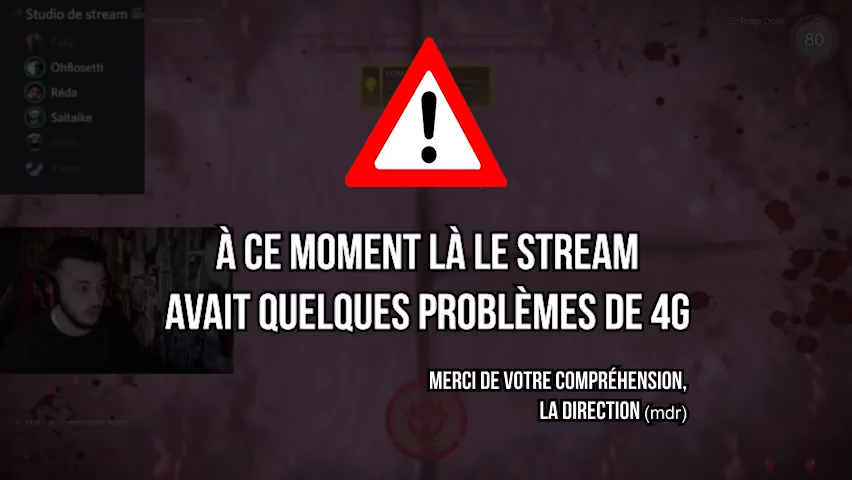 Studio de stream
OhBosetti
Réda
Saitaike
80
À CE MOMENT LÀ LE STREAM
AVAIT QUELQUES PROBLÈMES DE 4G
MERCI DE VOTRE COMPRÉHENSION,
LA DIRECTION (mdr)